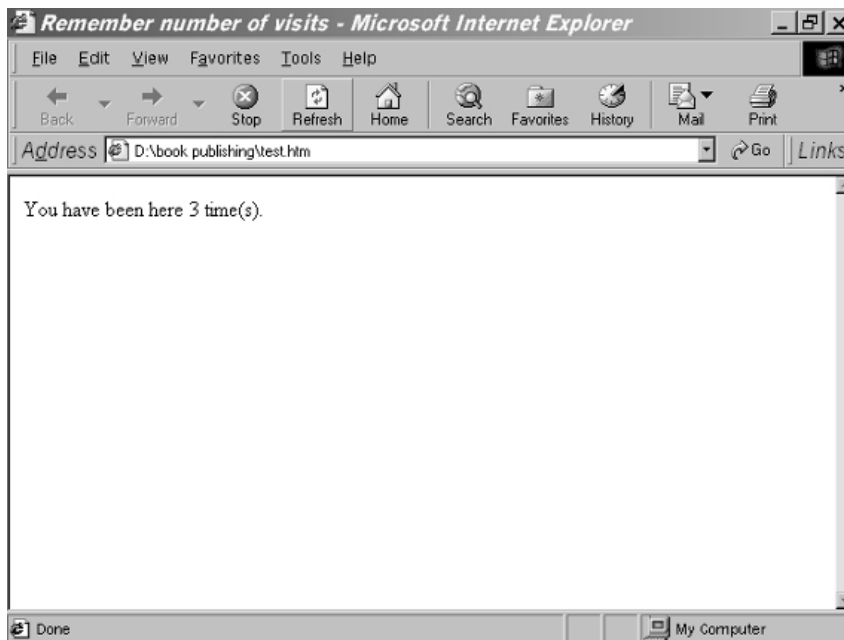 Remember number of visits - Microsoft Internet Explorer
File Edit View Favorites Tools Help
Back Forward Stop Refresh Home Search Favorites History Mail Print
Address D:\book publishing\test.htm Go Links
You have been here 3 time(s).
Done My Computer